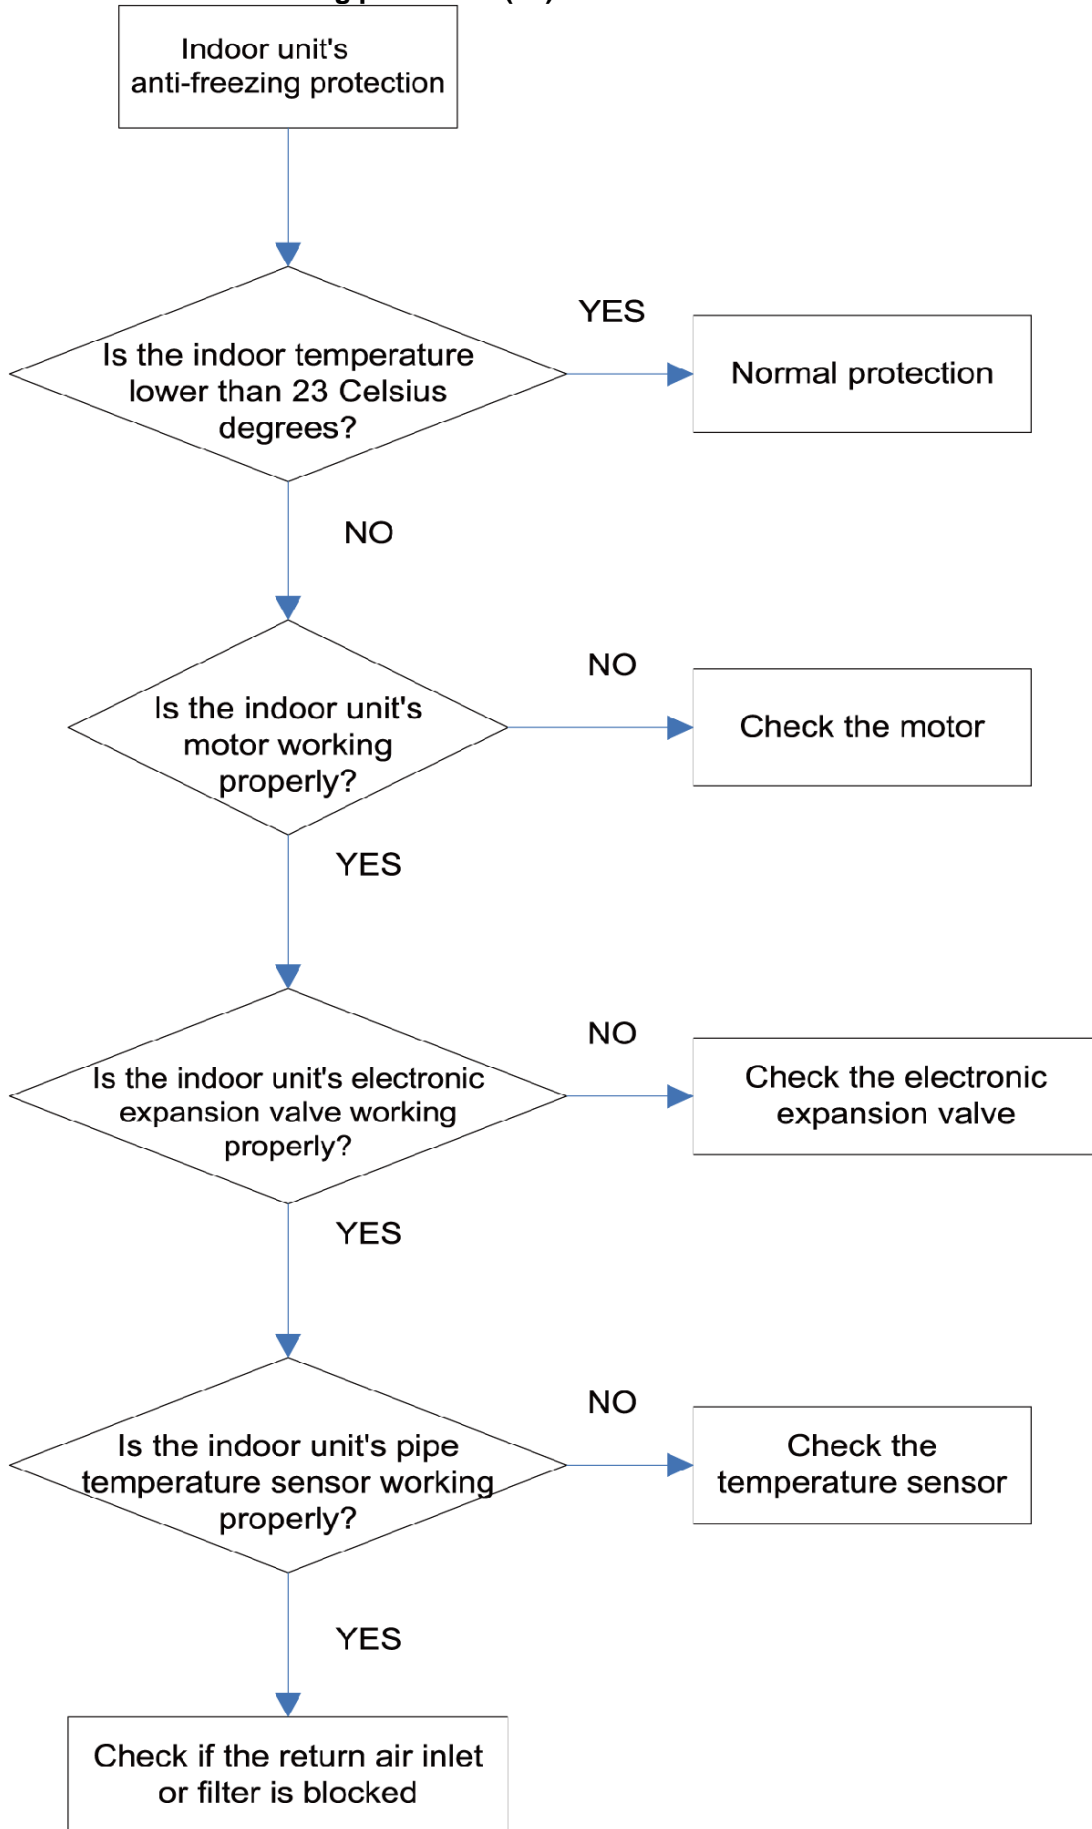 Indoor unit's
anti-freezing protection
YES
Is the indoor temperature
lower than 23 Celsius
degrees?
Normal protection
NO
NO
Is the indoor unit's
motor working
properly?
Check the motor
YES
NO
Is the indoor unit's electronic
expansion valve working
properly?
Check the electronic
expansion valve
YES
NO
Is the indoor unit's pipe
temperature sensor working
properly?
Check the
temperature sensor
YES
Check if the return air inlet
or filter is blocked